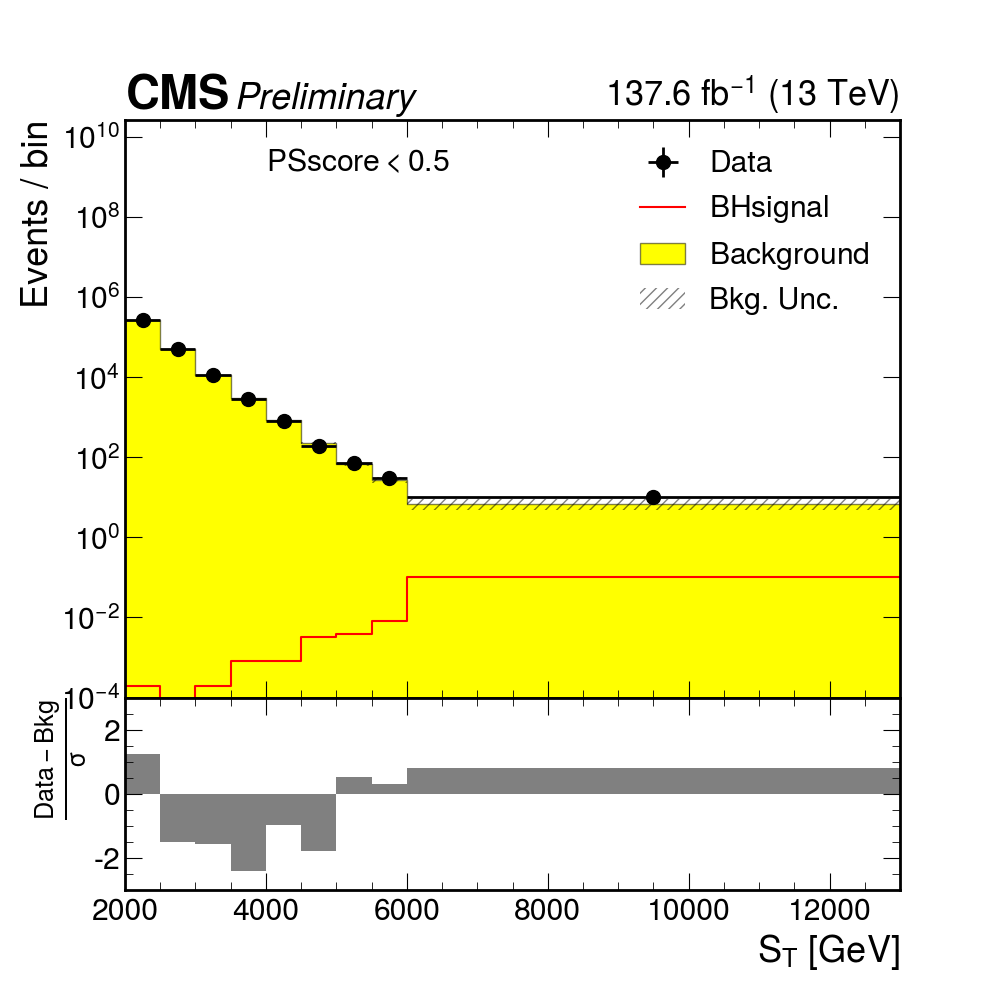 CMS Preliminary 137.6 fb⁻¹ (13 TeV)
Events / bin
10¹⁰
10⁸
10⁶
10⁴
10²
10⁰
10⁻²
10⁻⁴
PSscore < 0.5
Data
BHsignal
Background
Bkg. Unc.
Data – Bkg
σ
2
0
-2
2000 4000 6000 8000 10000 12000
S_T [GeV]